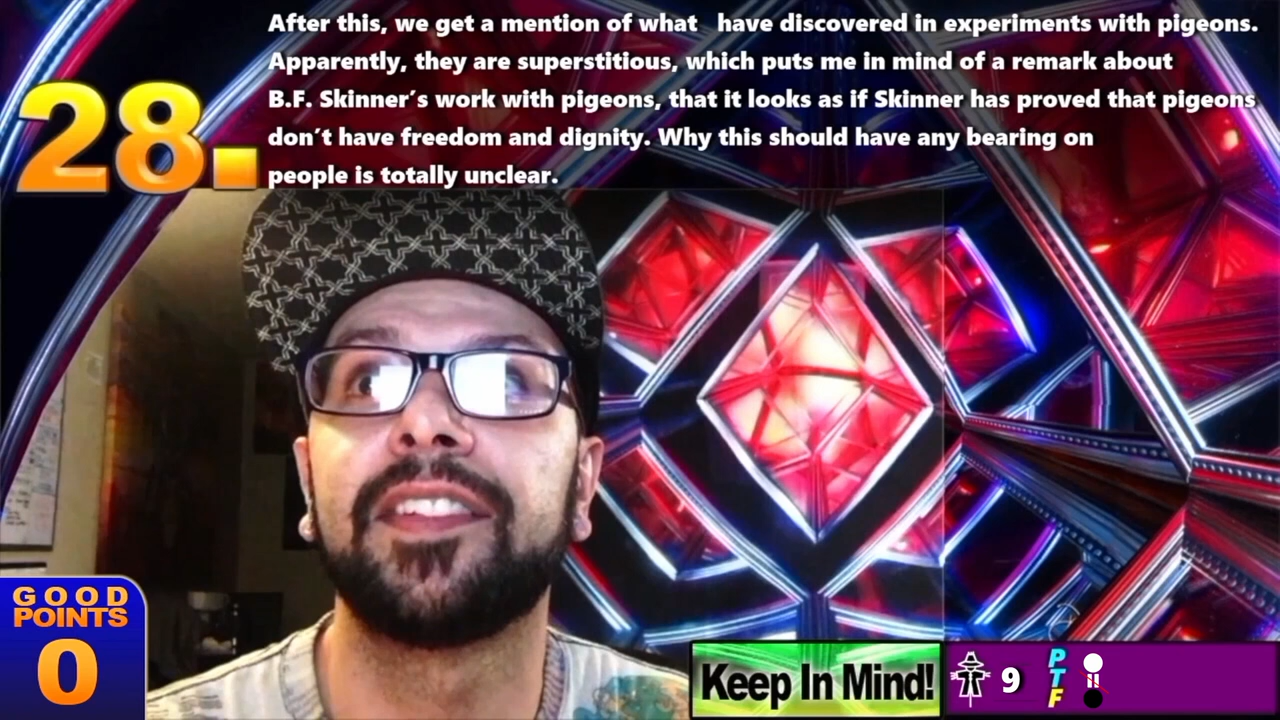 After this, we get a mention of what have discovered in experiments with pigeons.
Apparently, they are superstitious, which puts me in mind of a remark about
B.F. Skinner’s work with pigeons, that it looks as if Skinner has proved that pigeons
don’t have freedom and dignity. Why this should have any bearing on
people is totally unclear.
28.
GOOD
POINTS
0
Keep In Mind!
9
PTF